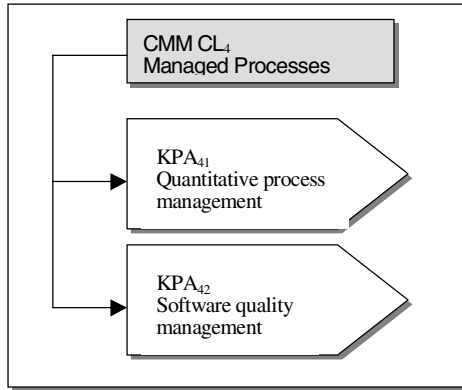 CMM CL₄
Managed Processes
KPA₄₁
Quantitative process
management
KPA₄₂
Software quality
management